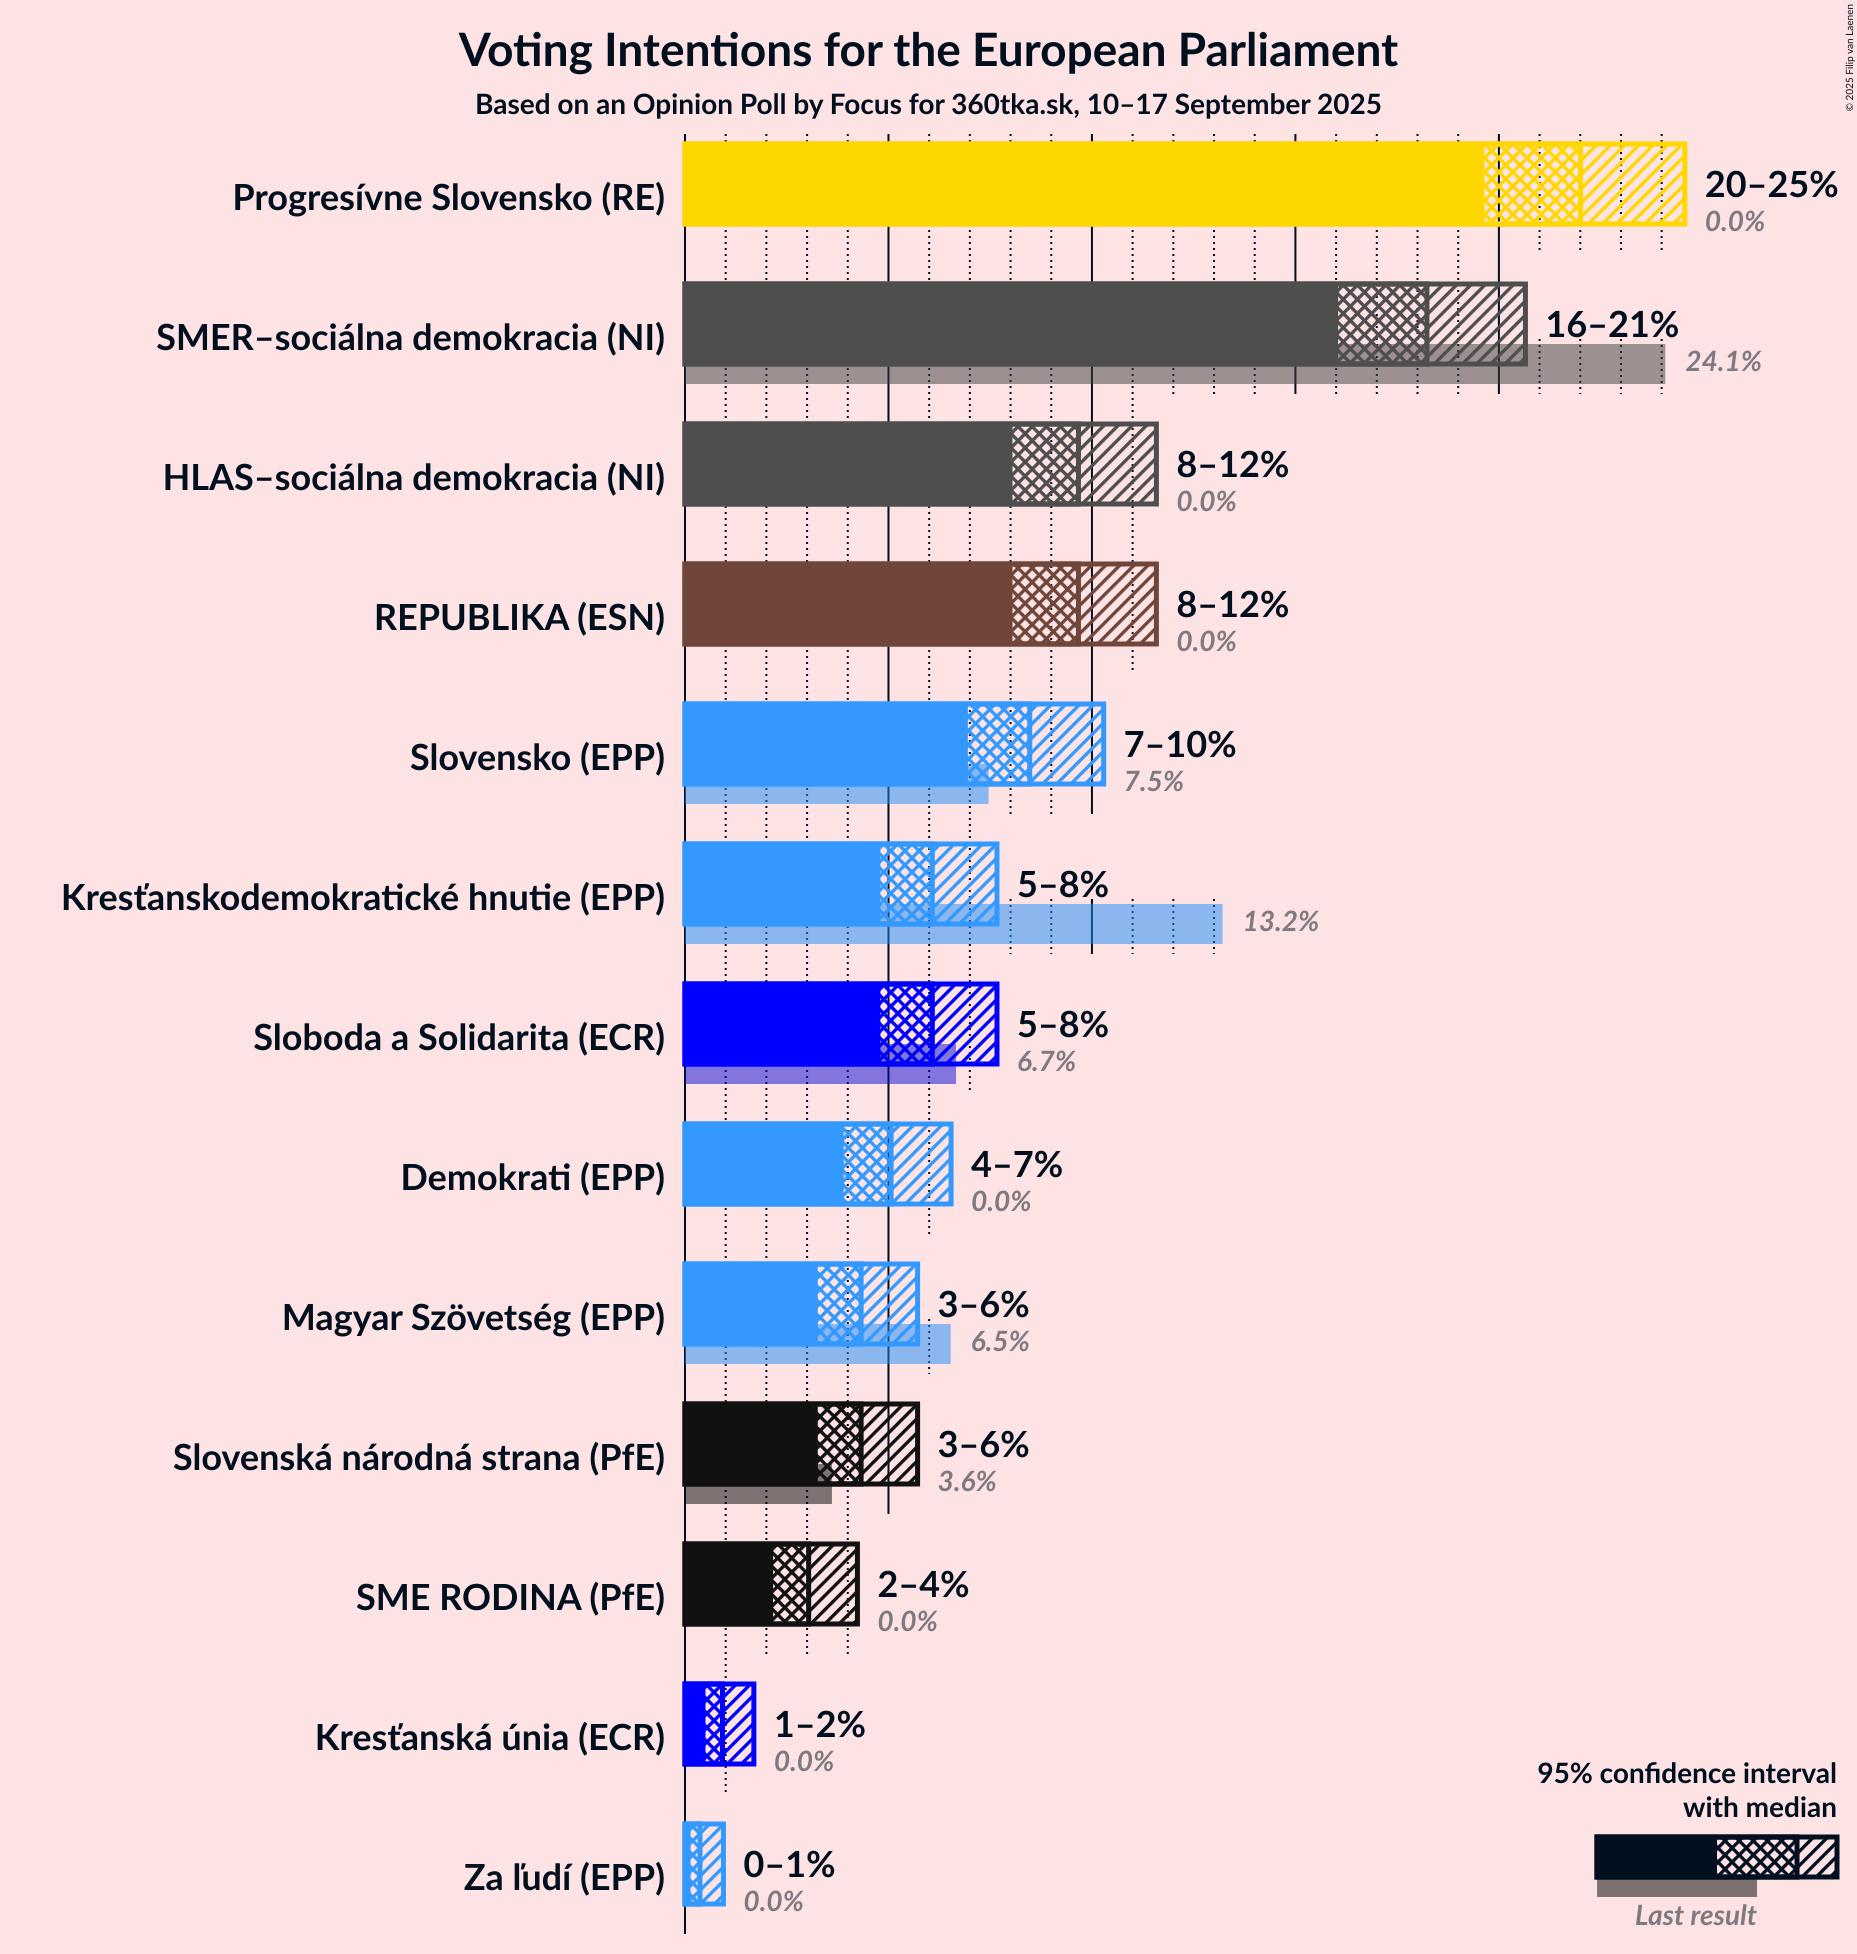 Voting Intentions for the European Parliament
Based on an Opinion Poll by Focus for 360tka.sk, 10–17 September 2025
© 2025 Filip van Laenen
Progresívne Slovensko (RE)
20–25%
0.0%
SMER–sociálna demokracia (NI)
16–21%
24.1%
HLAS–sociálna demokracia (NI)
8–12%
0.0%
REPUBLIKA (ESN)
8–12%
0.0%
Slovensko (EPP)
7–10%
7.5%
Kresťanskodemokratické hnutie (EPP)
5–8%
13.2%
Sloboda a Solidarita (ECR)
5–8%
6.7%
Demokrati (EPP)
4–7%
0.0%
Magyar Szövetség (EPP)
3–6%
6.5%
Slovenská národná strana (PfE)
3–6%
3.6%
SME RODINA (PfE)
2–4%
0.0%
Kresťanská únia (ECR)
1–2%
0.0%
Za ľudí (EPP)
0–1%
0.0%
95% confidence interval
with median
Last result